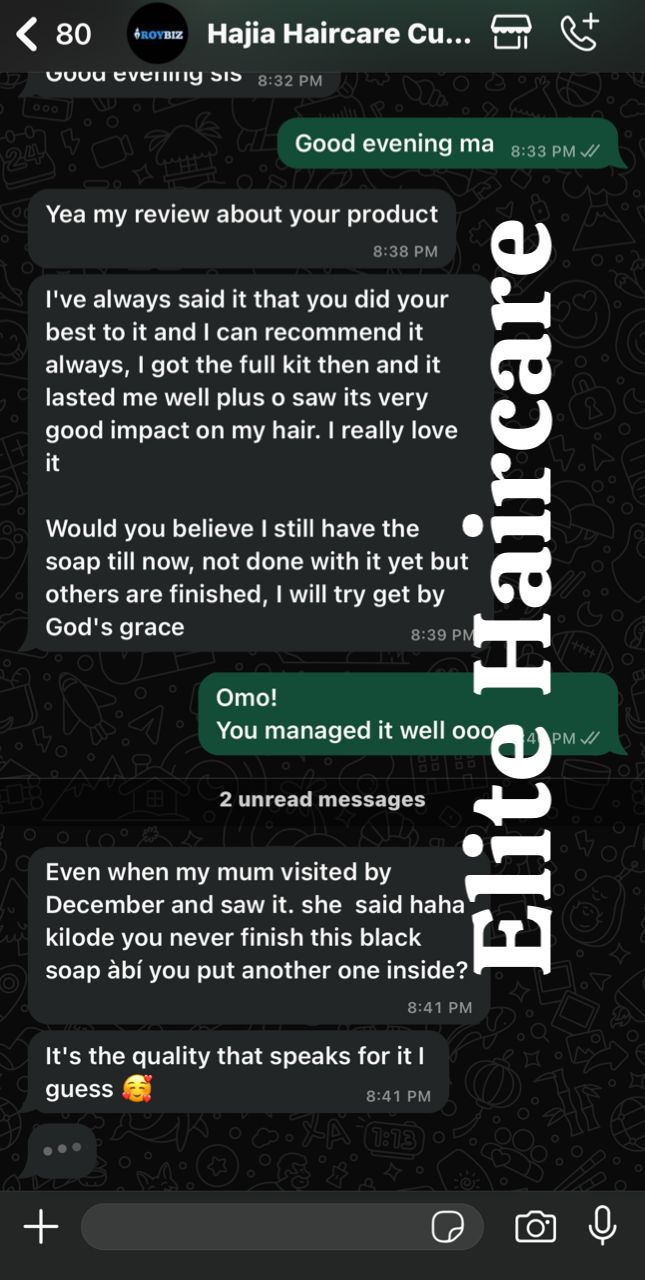 80
ROYBIZ
Hajia Haircare Cu...
Good evening sis 8:32 PM
Good evening ma 8:33 PM
Yea my review about your product
8:38 PM
I've always said it that you did your
best to it and I can recommend it
always, I got the full kit then and it
lasted me well plus o saw its very
good impact on my hair. I really love
it
Would you believe I still have the
soap till now, not done with it yet but
others are finished, I will try get by
God's grace 8:39 PM
Omo!
You managed it well ooo PM
2 unread messages
Even when my mum visited by
December and saw it. she said haha
kilode you never finish this black
soap àbí you put another one inside?
8:41 PM
It's the quality that speaks for it I
guess 🥰 8:41 PM
Elite Haircare